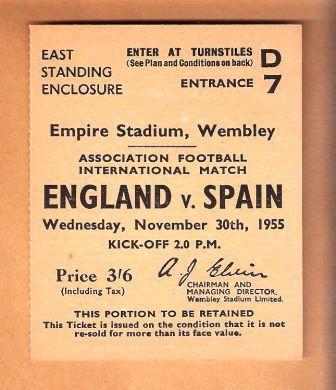 EAST
STANDING
ENCLOSURE
ENTER AT TURNSTILES
(See Plan and Conditions on back)
ENTRANCE
D
7
Empire Stadium, Wembley
ASSOCIATION FOOTBALL
INTERNATIONAL MATCH
ENGLAND v. SPAIN
Wednesday, November 30th, 1955
KICK-OFF 2.0 P.M.
Price 3/6
(Including Tax)
A J Elvin
CHAIRMAN AND
MANAGING DIRECTOR,
Wembley Stadium Limited.
THIS PORTION TO BE RETAINED
This Ticket is issued on the condition that it is not
re-sold for more than its face value.